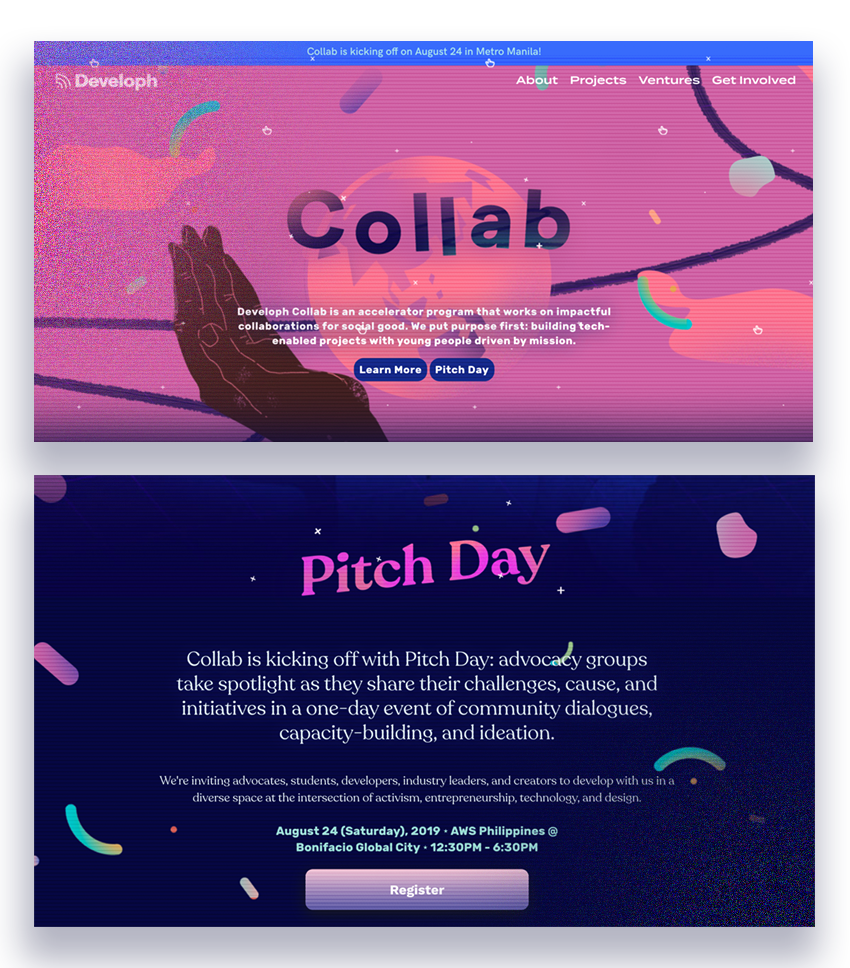 Collab is kicking off on August 24 in Metro Manila!
Developh
About Projects Ventures Get Involved
Collab
Developh Collab is an accelerator program that works on impactful
collaborations for social good. We put purpose first: building tech-
enabled projects with young people driven by mission.
Learn More Pitch Day
Pitch Day
Collab is kicking off with Pitch Day: advocacy groups
take spotlight as they share their challenges, cause, and
initiatives in a one-day event of community dialogues,
capacity-building, and ideation.
We're inviting advocates, students, developers, industry leaders, and creators to develop with us in a
diverse space at the intersection of activism, entrepreneurship, technology, and design.
August 24 (Saturday), 2019 · AWS Philippines @
Bonifacio Global City · 12:30PM - 6:30PM
Register